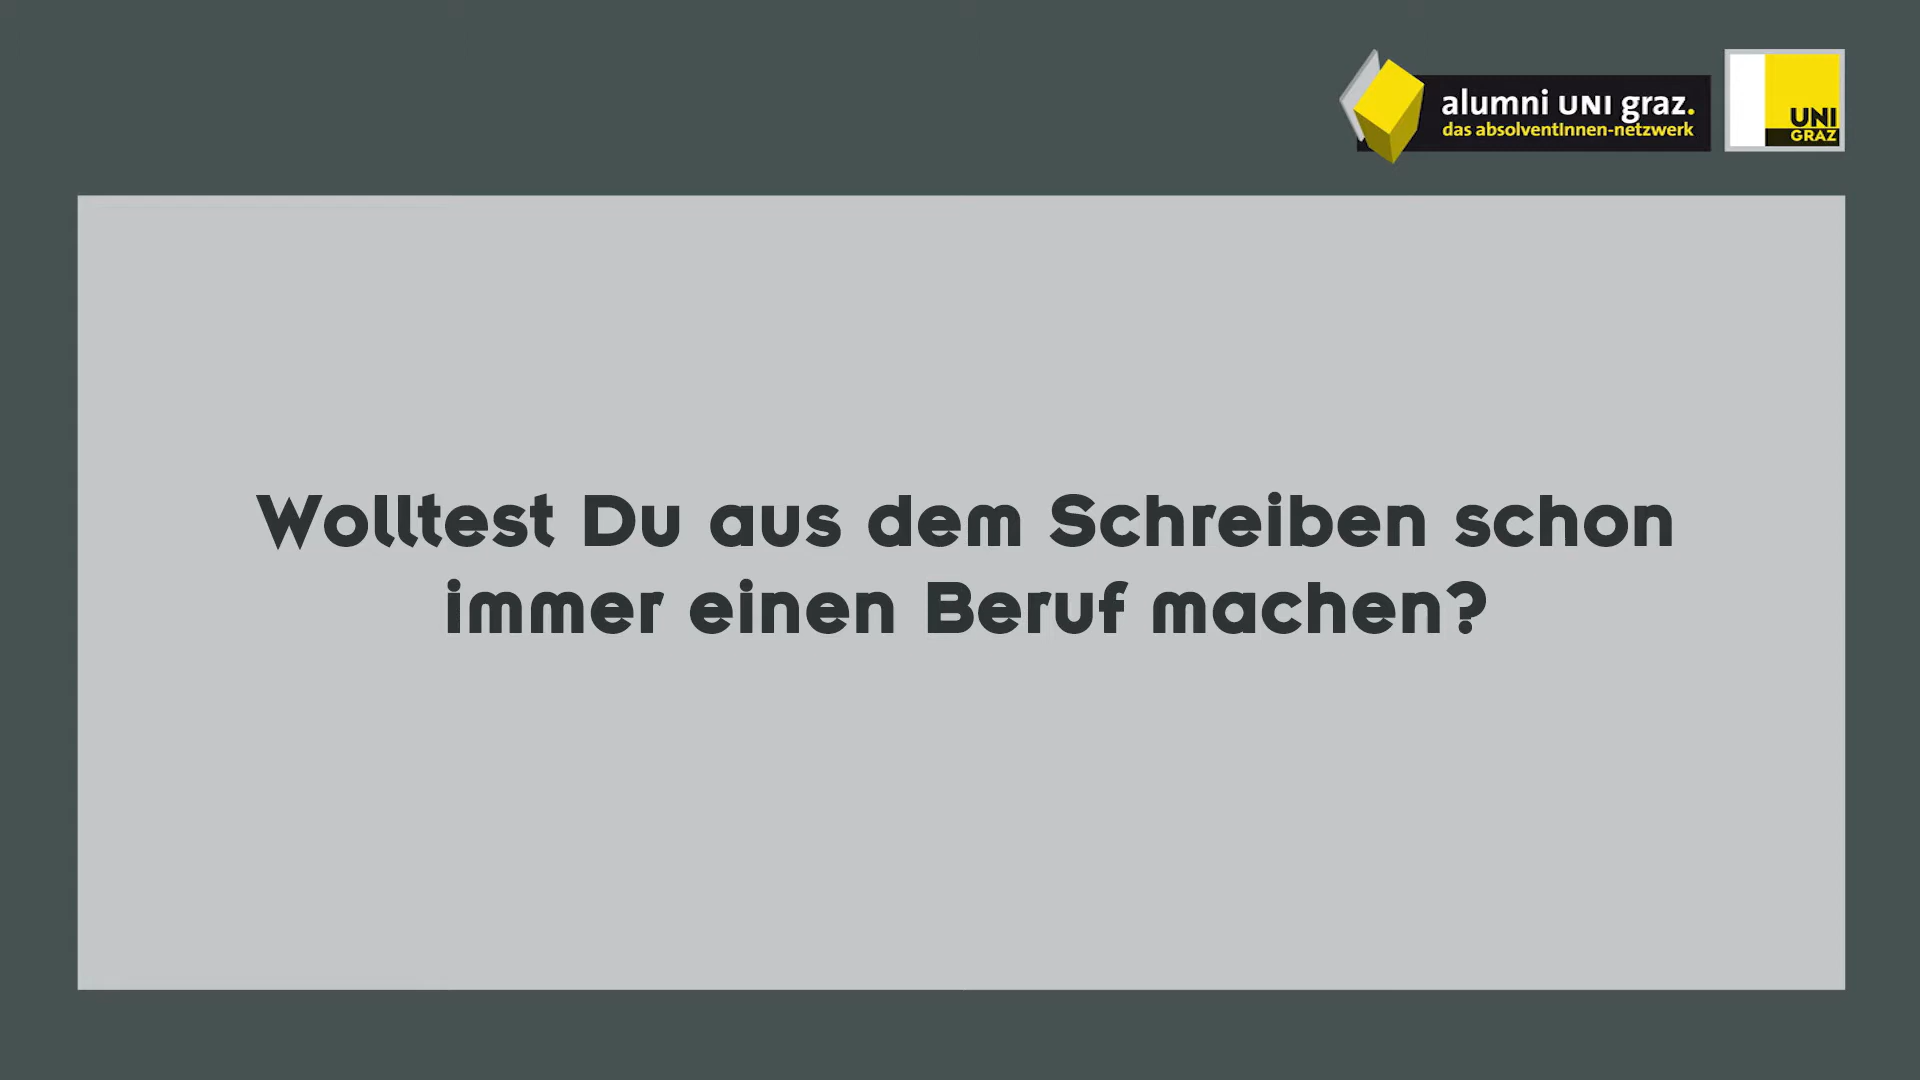 alumni UNI graz.
das absolventInnen-netzwerk
UNI
GRAZ
Wolltest Du aus dem Schreiben schon
immer einen Beruf machen?